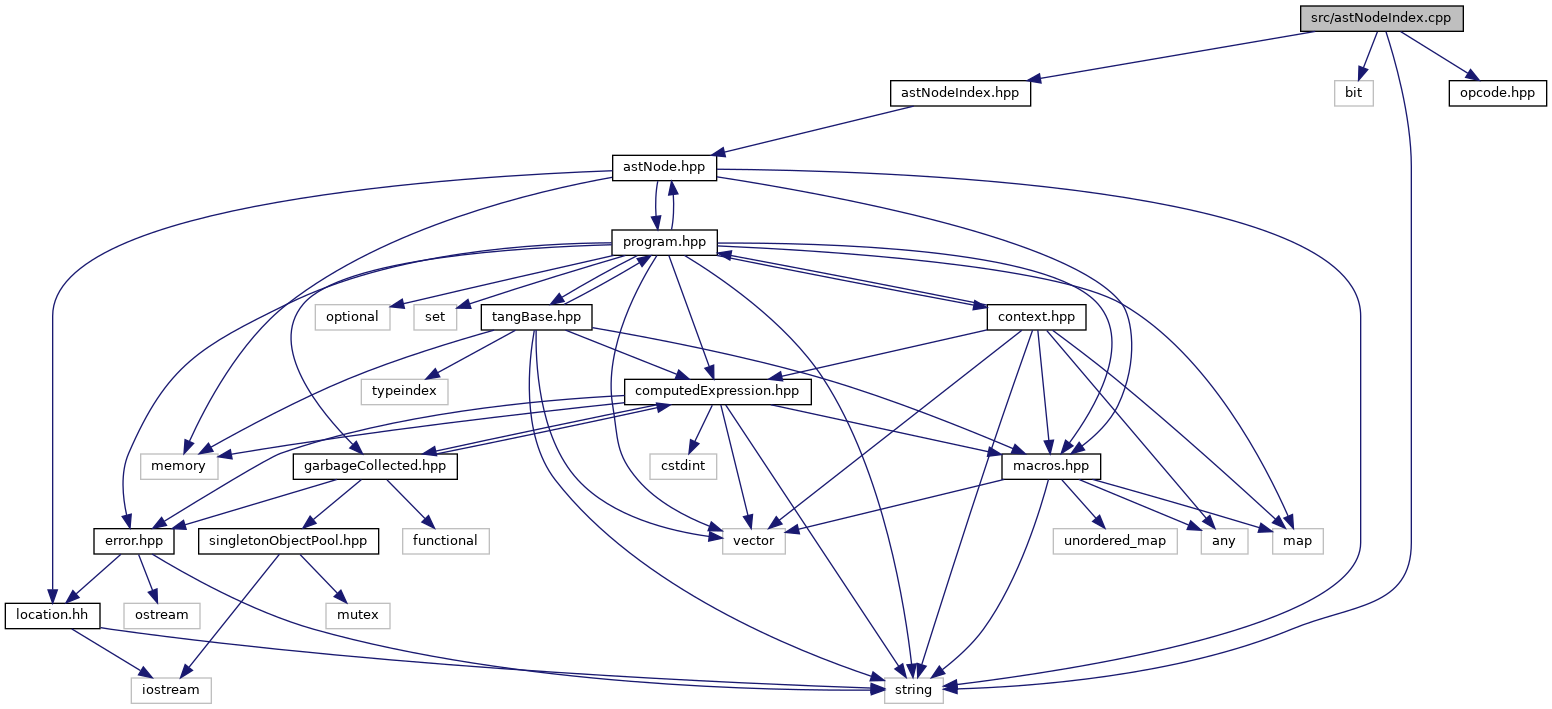 src/astNodeIndex.cpp
astNodeIndex.hpp
bit
opcode.hpp
astNode.hpp
program.hpp
optional
set
tangBase.hpp
context.hpp
typeindex
computedExpression.hpp
memory
garbageCollected.hpp
cstdint
macros.hpp
error.hpp
singletonObjectPool.hpp
functional
vector
unordered_map
any
map
location.hh
ostream
mutex
iostream
string